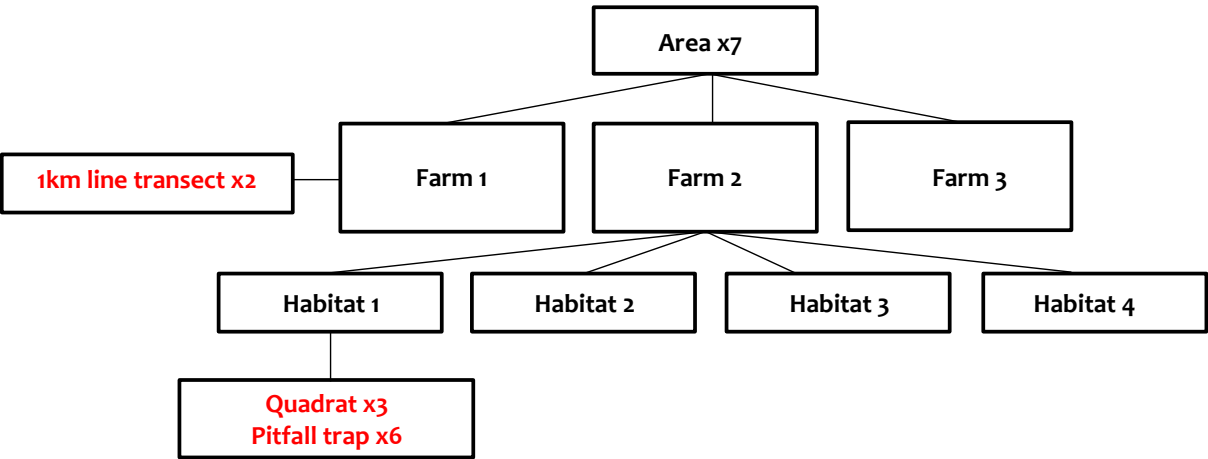 Area x7
1km line transect x2
Farm 1
Farm 2
Farm 3
Habitat 1
Habitat 2
Habitat 3
Habitat 4
Quadrat x3
Pitfall trap x6